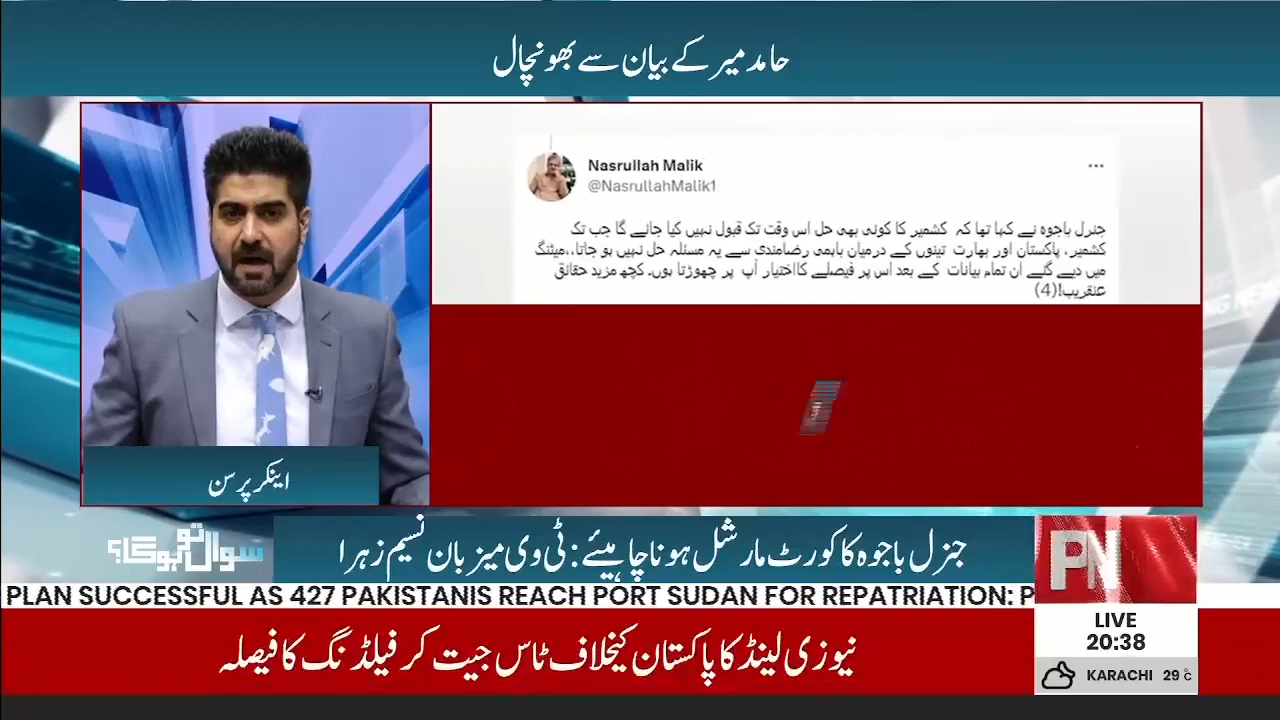 حامد میر کے بیان سے بھونچال
Nasrullah Malik
@NasrullahMalik1
جنرل باجوہ نے کہا تھا کہ کشمیر کا کوئی بھی حل اس وقت تک قبول نہیں کیا جائے گا جب تک
کشمیر، پاکستان اور بھارت تینوں کے درمیان باہمی رضامندی سے یہ مسئلہ حل نہیں ہو جاتا،،میٹنگ
میں دیے گئے ان تمام بیانات کے بعد اس پر فیصلے کااختیار آپ پر چھوڑتا ہوں۔ کچھ مزید حقائق
عنقریب!(4)
اینکر پرسن
سوال تو ہوگا؟
جنرل باجوہ کا کورٹ مارشل ہونا چاہیئے: ٹی وی میزبان نسیم زہرا
PN
PLAN SUCCESSFUL AS 427 PAKISTANIS REACH PORT SUDAN FOR REPATRIATION: P
LIVE
20:38
نیوزی لینڈ کا پاکستان کیخلاف ٹاس جیت کر فیلڈنگ کا فیصلہ
KARACHI 29°C